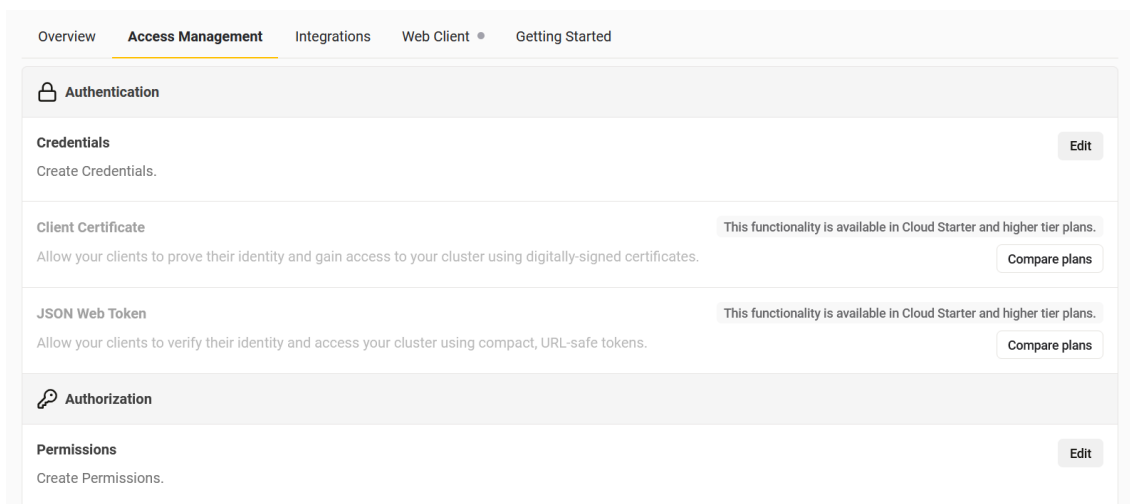 Overview Access Management Integrations Web Client Getting Started
Authentication
Credentials
Edit
Create Credentials.
Client Certificate
This functionality is available in Cloud Starter and higher tier plans.
Allow your clients to prove their identity and gain access to your cluster using digitally-signed certificates.
Compare plans
JSON Web Token
This functionality is available in Cloud Starter and higher tier plans.
Allow your clients to verify their identity and access your cluster using compact, URL-safe tokens.
Compare plans
Authorization
Permissions
Edit
Create Permissions.